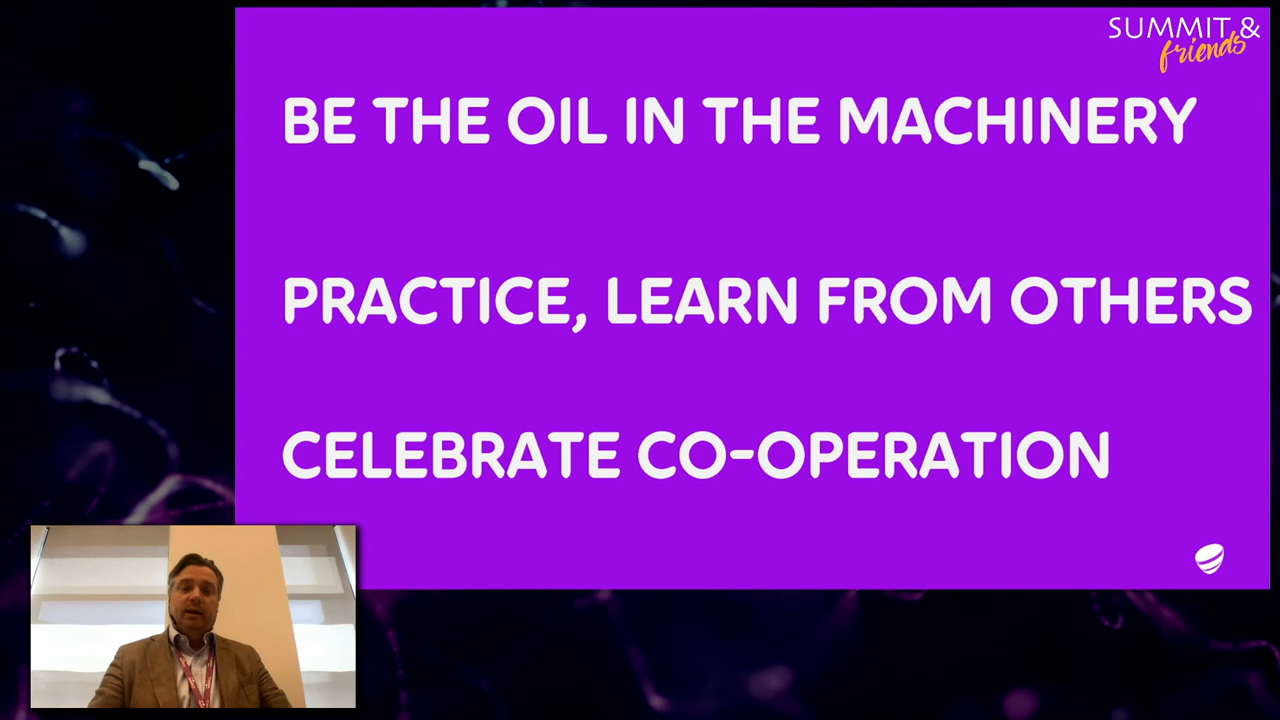 SUMMIT &
friends
BE THE OIL IN THE MACHINERY
PRACTICE, LEARN FROM OTHERS
CELEBRATE CO-OPERATION